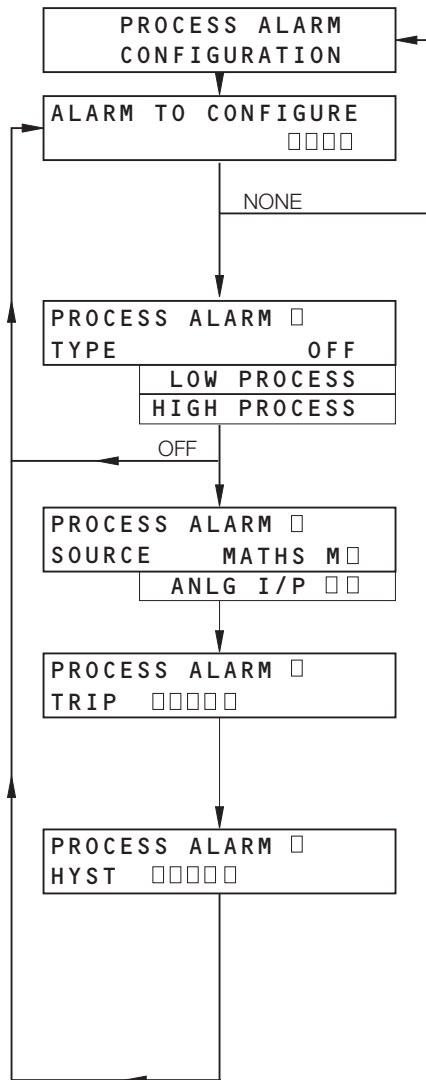 PROCESS ALARM
CONFIGURATION
ALARM TO CONFIGURE
□□□□
NONE
PROCESS ALARM □
TYPE OFF
LOW PROCESS
HIGH PROCESS
OFF
PROCESS ALARM □
SOURCE MATHS M□
ANLG I/P □□
PROCESS ALARM □
TRIP □□□□□
PROCESS ALARM □
HYST □□□□□